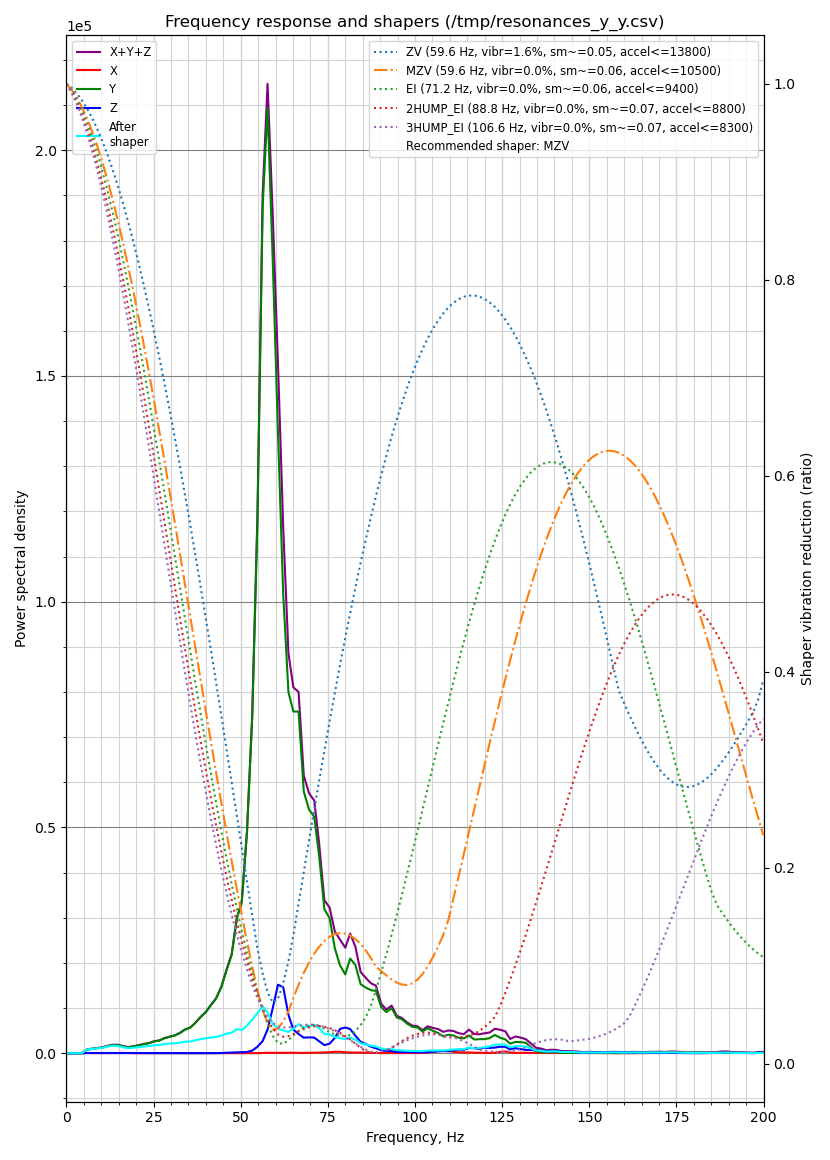 Frequency response and shapers (/tmp/resonances_y_y.csv)
1e5
X+Y+Z
X
Y
Z
After
shaper
ZV (59.6 Hz, vibr=1.6%, sm~=0.05, accel<=13800)
MZV (59.6 Hz, vibr=0.0%, sm~=0.06, accel<=10500)
EI (71.2 Hz, vibr=0.0%, sm~=0.06, accel<=9400)
2HUMP_EI (88.8 Hz, vibr=0.0%, sm~=0.07, accel<=8800)
3HUMP_EI (106.6 Hz, vibr=0.0%, sm~=0.07, accel<=8300)
Recommended shaper: MZV
Power spectral density
2.0
1.5
1.0
0.5
0.0
1.0
0.8
0.6
0.4
0.2
0.0
Shaper vibration reduction (ratio)
0 25 50 75 100 125 150 175 200
Frequency, Hz